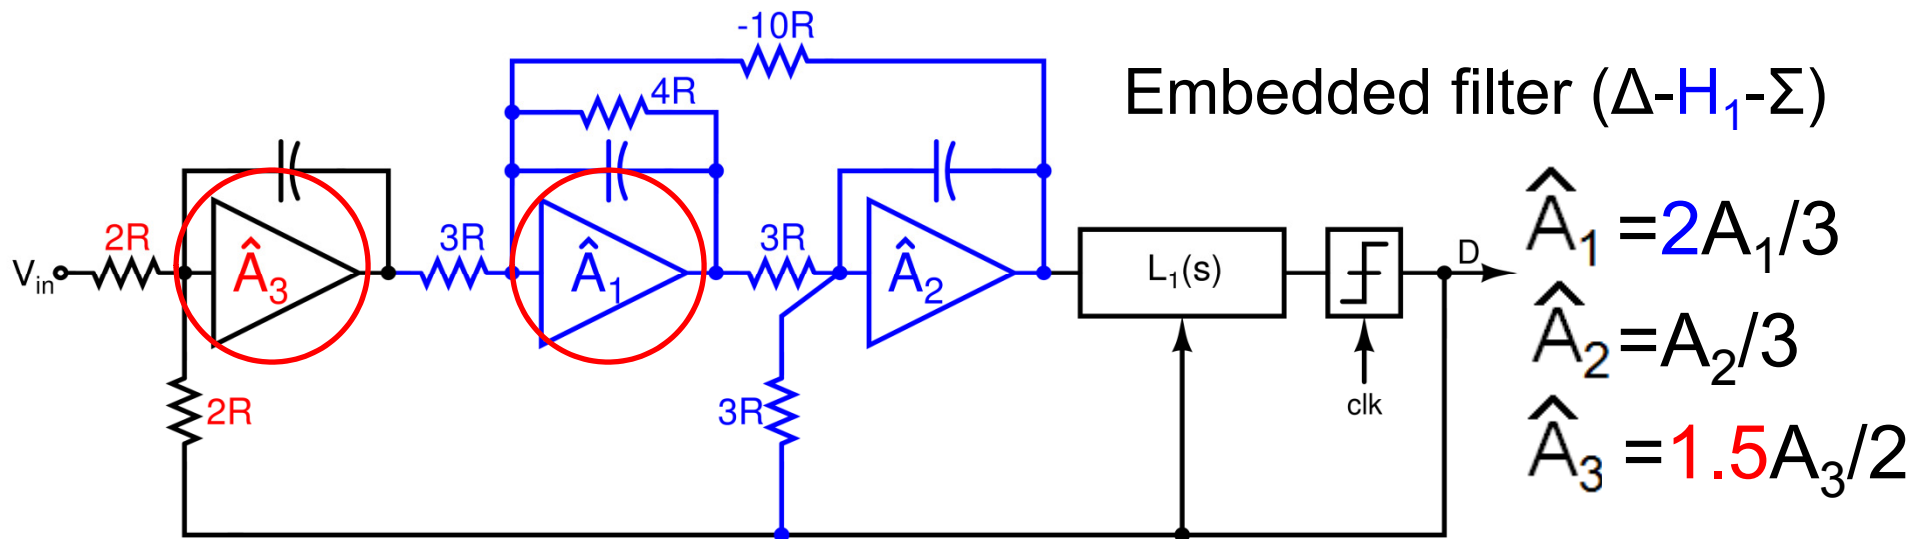 -10R
Embedded filter (Δ-H₁-Σ)
4R
Â₁ =2A₁/3
2R
3R
3R
Vin
Â₃
Â₁
Â₂
L₁(s)
D
Â₂ =A₂/3
2R
3R
clk
Â₃ =1.5A₃/2